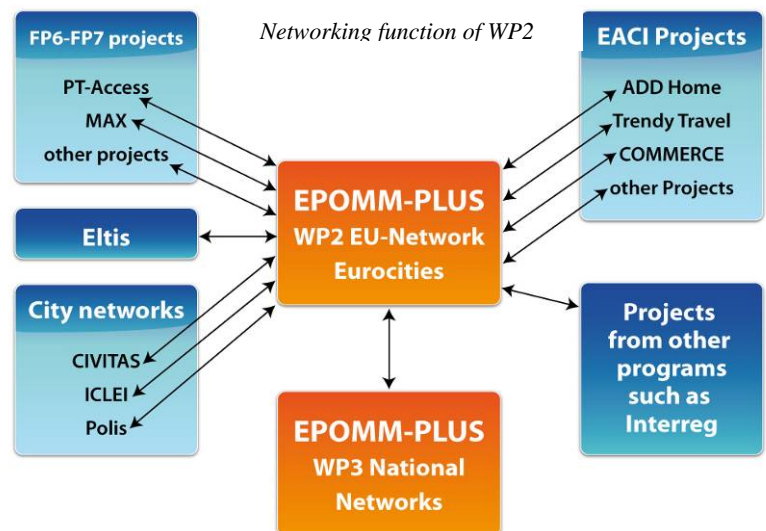 Networking function of WP2
FP6-FP7 projects
PT-Access
MAX
other projects
Eltis
City networks
CIVITAS
ICLEI
Polis
EPOMM-PLUS
WP2 EU-Network
Eurocities
EPOMM-PLUS
WP3 National
Networks
EACI Projects
ADD Home
Trendy Travel
COMMERCE
other Projects
Projects
from other
programs
such as
Interreg